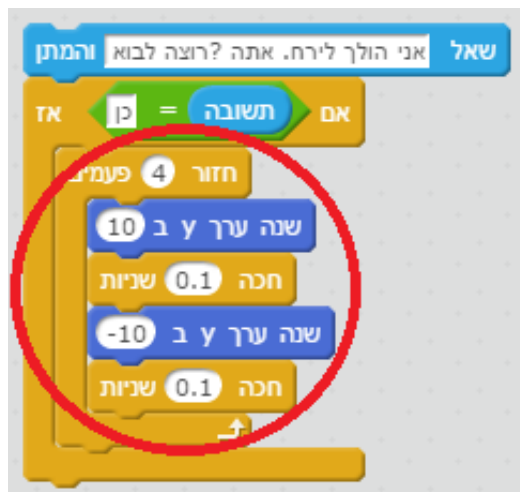 שאל אני הולך לירח. אתה ?רוצה לבוא והמתן
אם תשובה = כן אז
חזור 4 פעמים
שנה ערך y ב 10
חכה 0.1 שניות
שנה ערך y ב -10
חכה 0.1 שניות